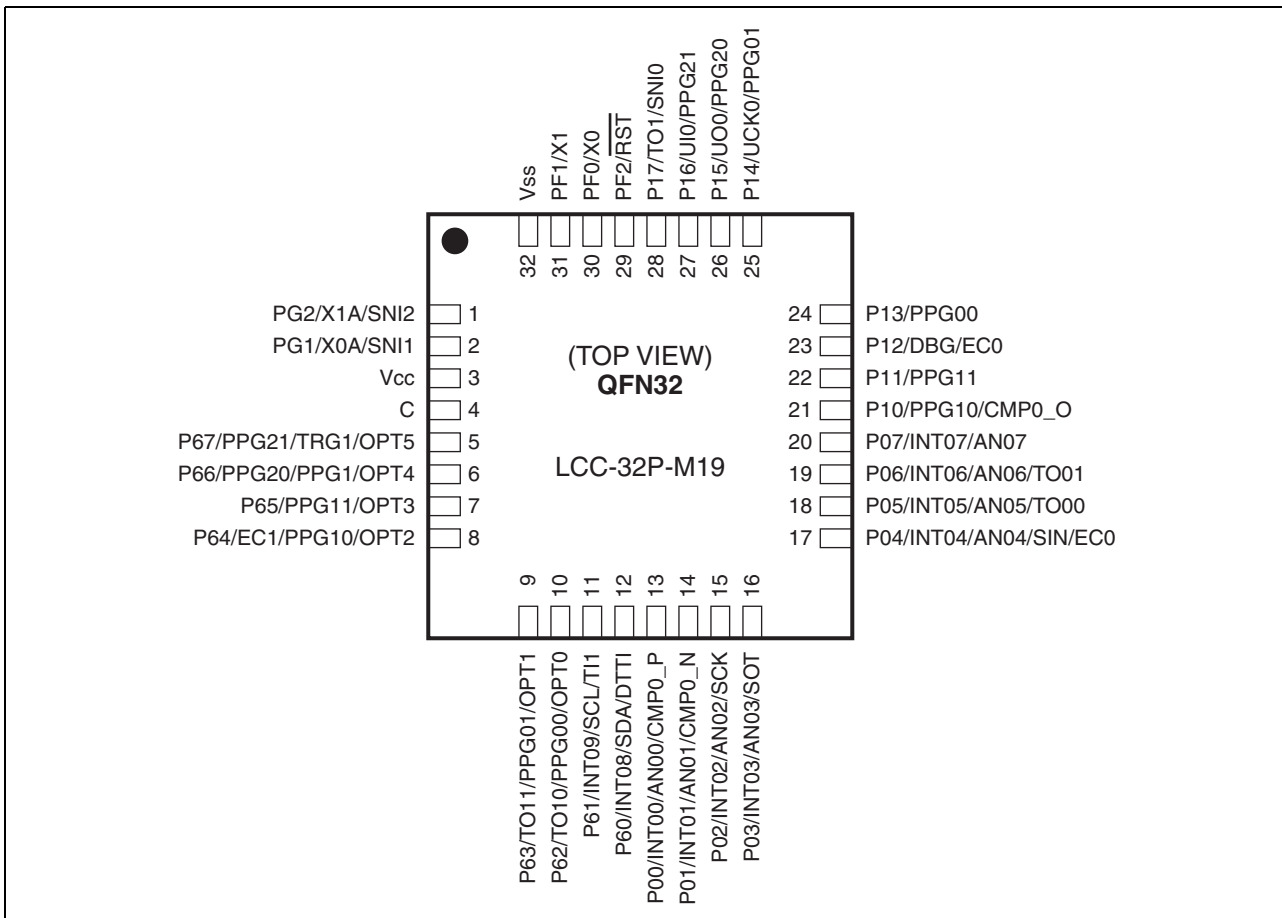 Vss
PF1/X1
PF0/X0
PF2/RST
P17/TO1/SNI0
P16/UI0/PPG21
P15/UO0/PPG20
P14/UCK0/PPG01
32
31
30
29
28
27
26
25
PG2/X1A/SNI2
1
PG1/X0A/SNI1
2
Vcc
3
C
4
P67/PPG21/TRG1/OPT5
5
P66/PPG20/PPG1/OPT4
6
P65/PPG11/OPT3
7
P64/EC1/PPG10/OPT2
8
(TOP VIEW)
QFN32
LCC-32P-M19
24
P13/PPG00
23
P12/DBG/EC0
22
P11/PPG11
21
P10/PPG10/CMP0_O
20
P07/INT07/AN07
19
P06/INT06/AN06/TO01
18
P05/INT05/AN05/TO00
17
P04/INT04/AN04/SIN/EC0
9
10
11
12
13
14
15
16
P63/TO11/PPG01/OPT1
P62/TO10/PPG00/OPT0
P61/INT09/SCL/TI1
P60/INT08/SDA/DTTI
P00/INT00/AN00/CMP0_P
P01/INT01/AN01/CMP0_N
P02/INT02/AN02/SCK
P03/INT03/AN03/SOT